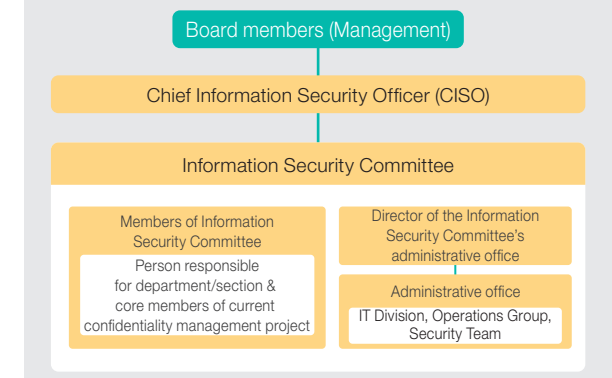 Board members (Management)
Chief Information Security Officer (CISO)
Information Security Committee
Members of Information
Security Committee
Person responsible
for department/section &
core members of current
confidentiality management project
Director of the Information
Security Committee's
administrative office
Administrative office
IT Division, Operations Group,
Security Team